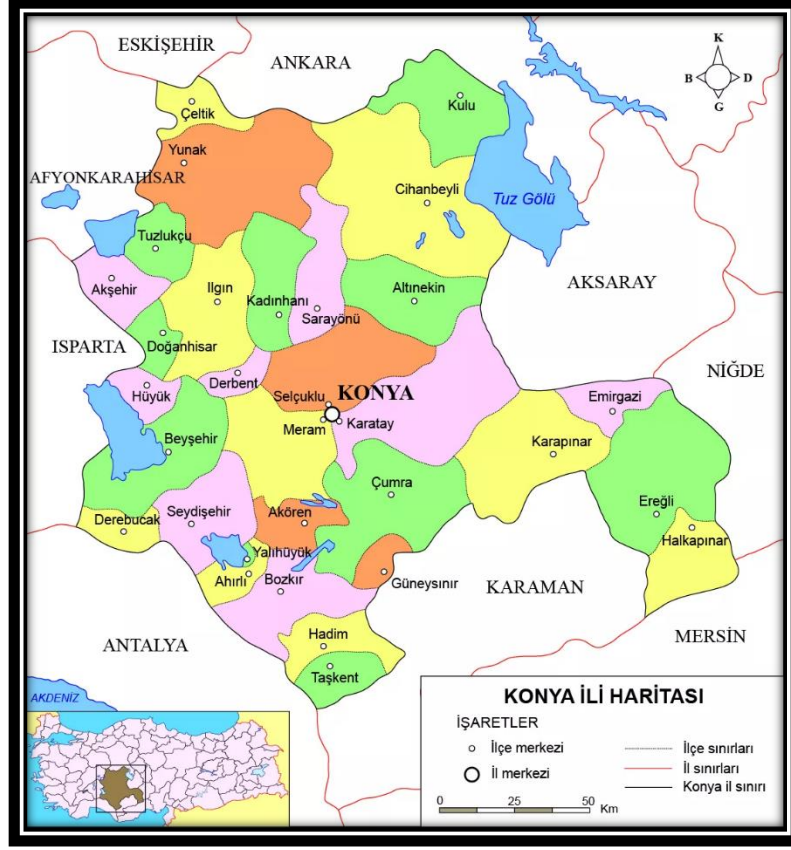 ESKİŞEHİR
ANKARA
K
B D
G
Çeltik
Kulu
Yunak
AFYONKARAHİSAR
Cihanbeyli
Tuz Gölü
Tuzlukçu
Akşehir
Ilgın
Kadınhanı
Sarayönü
Altınekin
AKSARAY
ISPARTA
Doğanhisar
NİĞDE
Derbent
Hüyük
Selçuklu
KONYA
Emirgazi
Meram
Karatay
Beyşehir
Karapınar
Çumra
Ereğli
Derebucak
Seydişehir
Akören
Halkapınar
Yalıhüyük
Ahırlı
Bozkır
Güneysınır
KARAMAN
Hadim
ANTALYA
MERSİN
Taşkent
AKDENİZ
KONYA İLİ HARİTASI
İŞARETLER
İlçe merkezi
İl merkezi
İlçe sınırları
İl sınırları
Konya il sınırı
0 25 50
Km